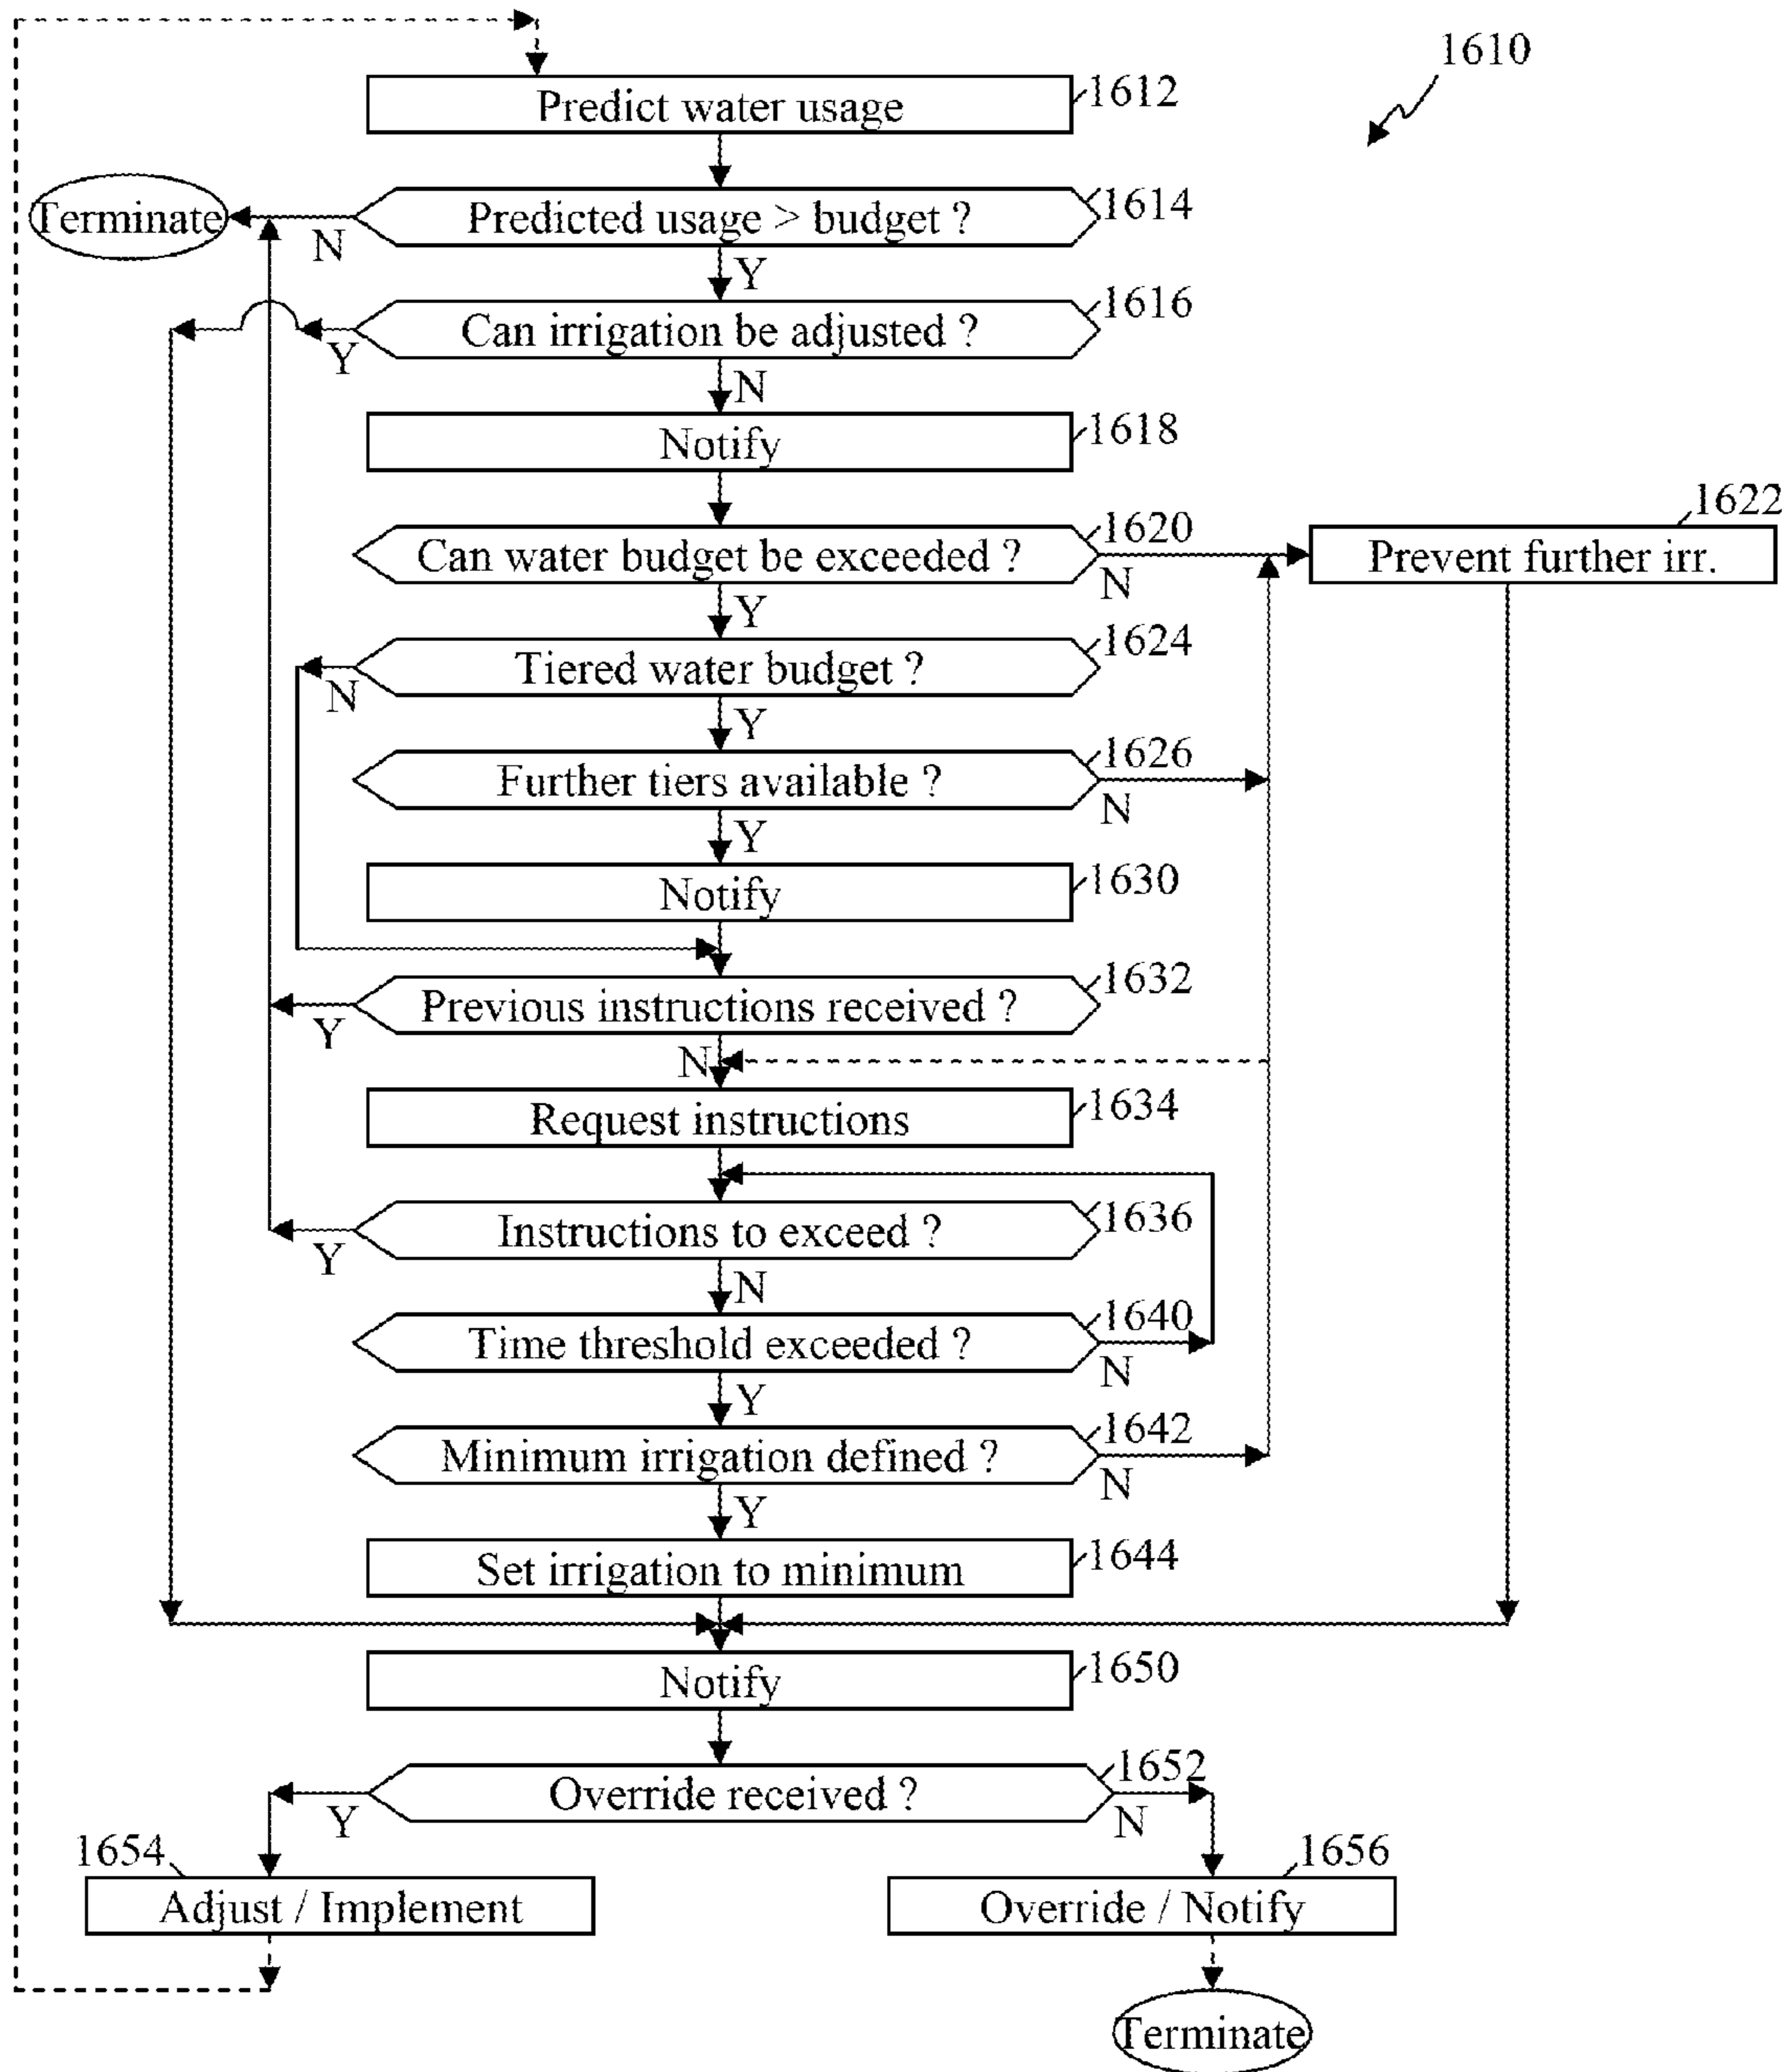 1610
Predict water usage 1612
Terminate Predicted usage > budget ? 1614
N
Y
Can irrigation be adjusted ? 1616
Y
N
Notify 1618
1622
Can water budget be exceeded ? 1620 Prevent further irr.
N
Y
Tiered water budget ? 1624
N
Y
Further tiers available ? 1626
N
Y
Notify 1630
Previous instructions received ? 1632
Y
N
Request instructions 1634
Instructions to exceed ? 1636
Y
N
Time threshold exceeded ? 1640
N
Y
Minimum irrigation defined ? 1642
N
Y
Set irrigation to minimum 1644
Notify 1650
Override received ? 1652
Y N
1654 1656
Adjust / Implement Override / Notify
Terminate